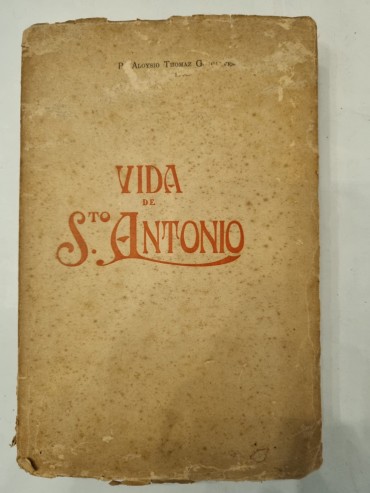 P. ALOYSIO THOMAZ
VIDA
DE
S.TO ANTONIO